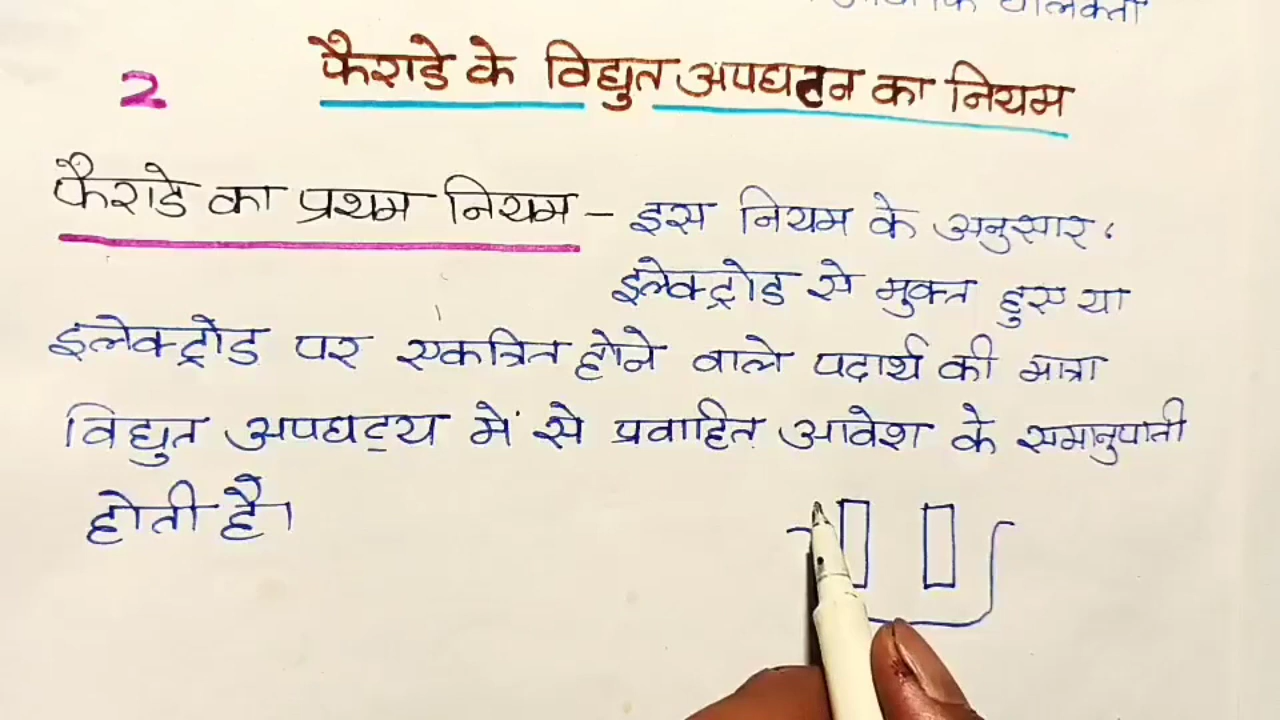 2
फैराडे के विद्युत अपघटन का नियम
फैराडे का प्रथम नियम – इस नियम के अनुसार,
इलेक्ट्रोड से मुक्त हुए या
इलेक्ट्रोड पर एकत्रित होने वाले पदार्थ की मात्रा
विद्युत अपघट्य में से प्रवाहित आवेश के समानुपाती
होती है।